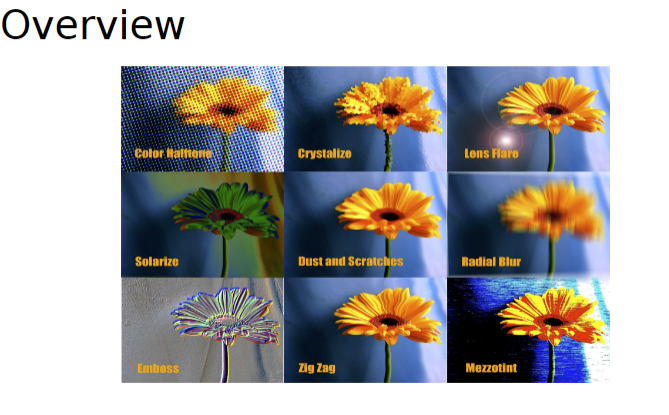 Overview
Color Halftone
Crystalize
Lens Flare
Solarize
Dust and Scratches
Radial Blur
Emboss
Zig Zag
Mezzotint